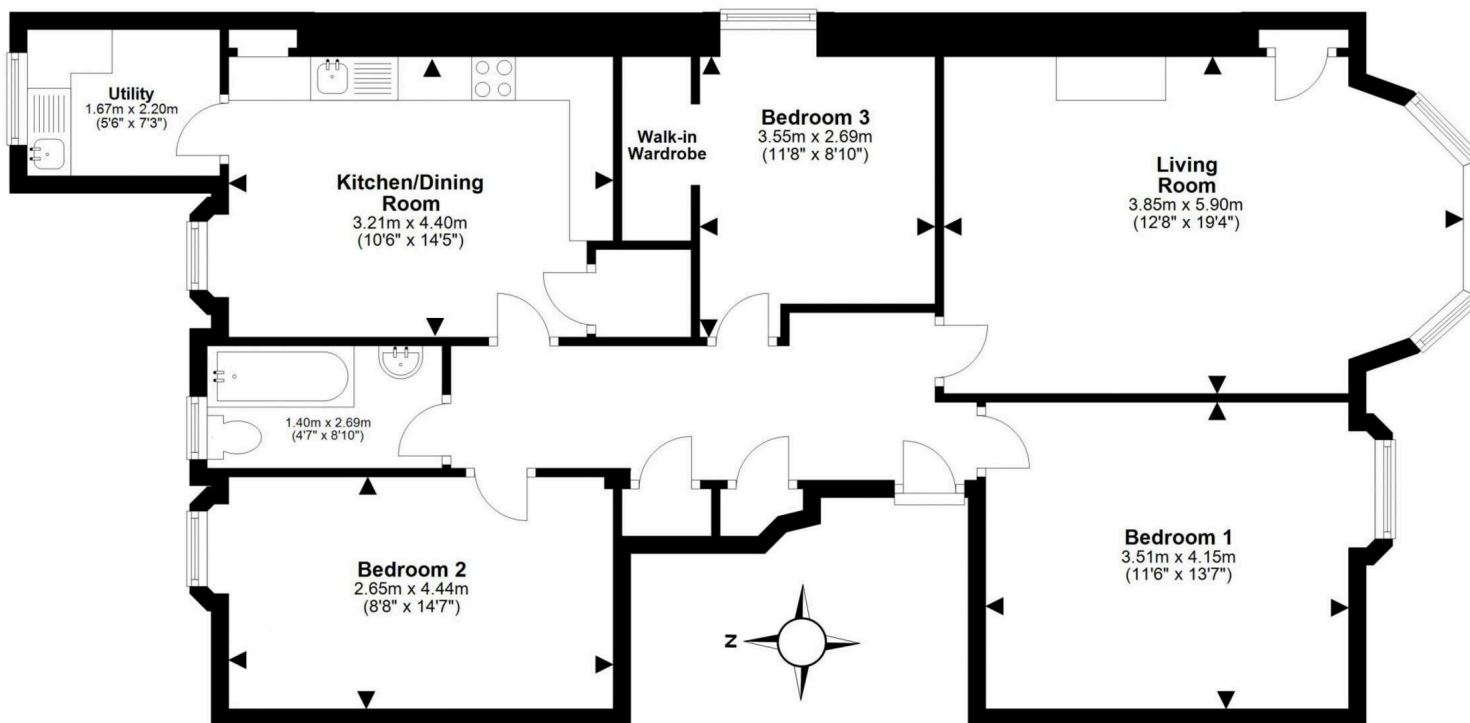 Utility
1.67m x 2.20m
(5'6" x 7'3")
Kitchen/Dining
Room
3.21m x 4.40m
(10'6" x 14'5")
Walk-in
Wardrobe
Bedroom 3
3.55m x 2.69m
(11'8" x 8'10")
Living
Room
3.85m x 5.90m
(12'8" x 19'4")
1.40m x 2.69m
(4'7" x 8'10")
Bedroom 2
2.65m x 4.44m
(8'8" x 14'7")
Bedroom 1
3.51m x 4.15m
(11'6" x 13'7")
N